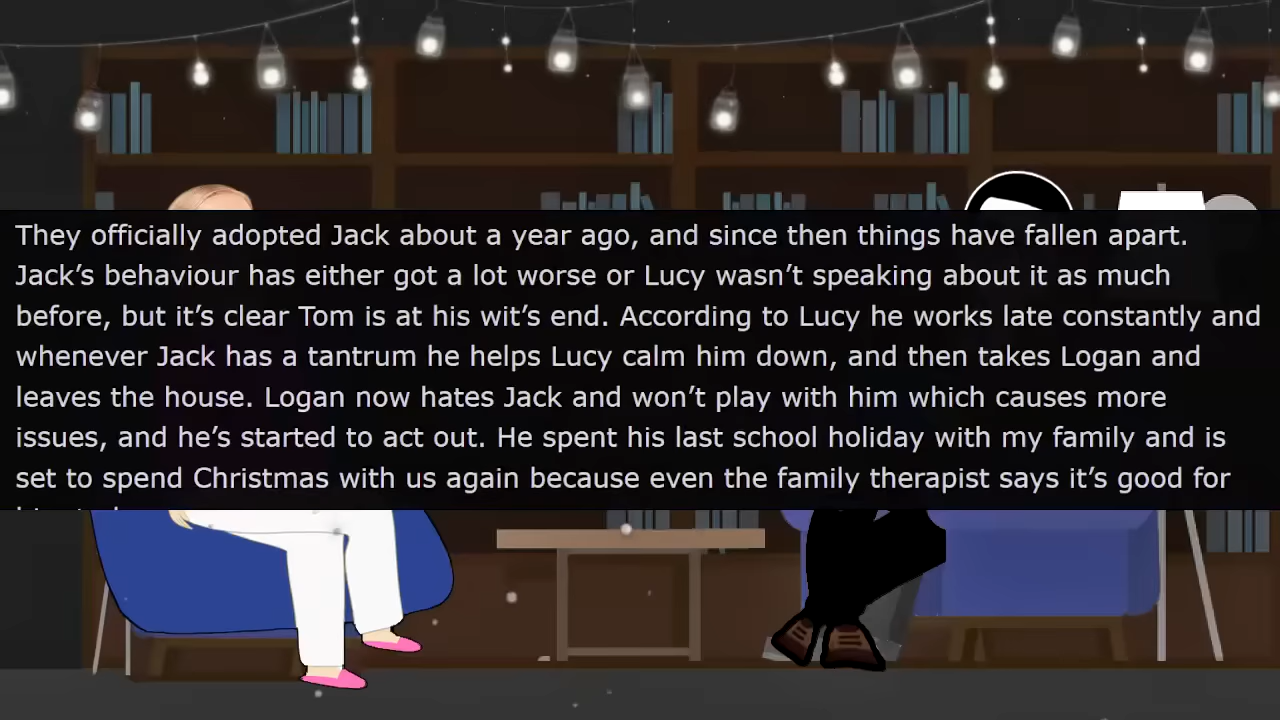 They officially adopted Jack about a year ago, and since then things have fallen apart.
Jack’s behaviour has either got a lot worse or Lucy wasn’t speaking about it as much
before, but it’s clear Tom is at his wit’s end. According to Lucy he works late constantly and
whenever Jack has a tantrum he helps Lucy calm him down, and then takes Logan and
leaves the house. Logan now hates Jack and won’t play with him which causes more
issues, and he’s started to act out. He spent his last school holiday with my family and is
set to spend Christmas with us again because even the family therapist says it’s good for